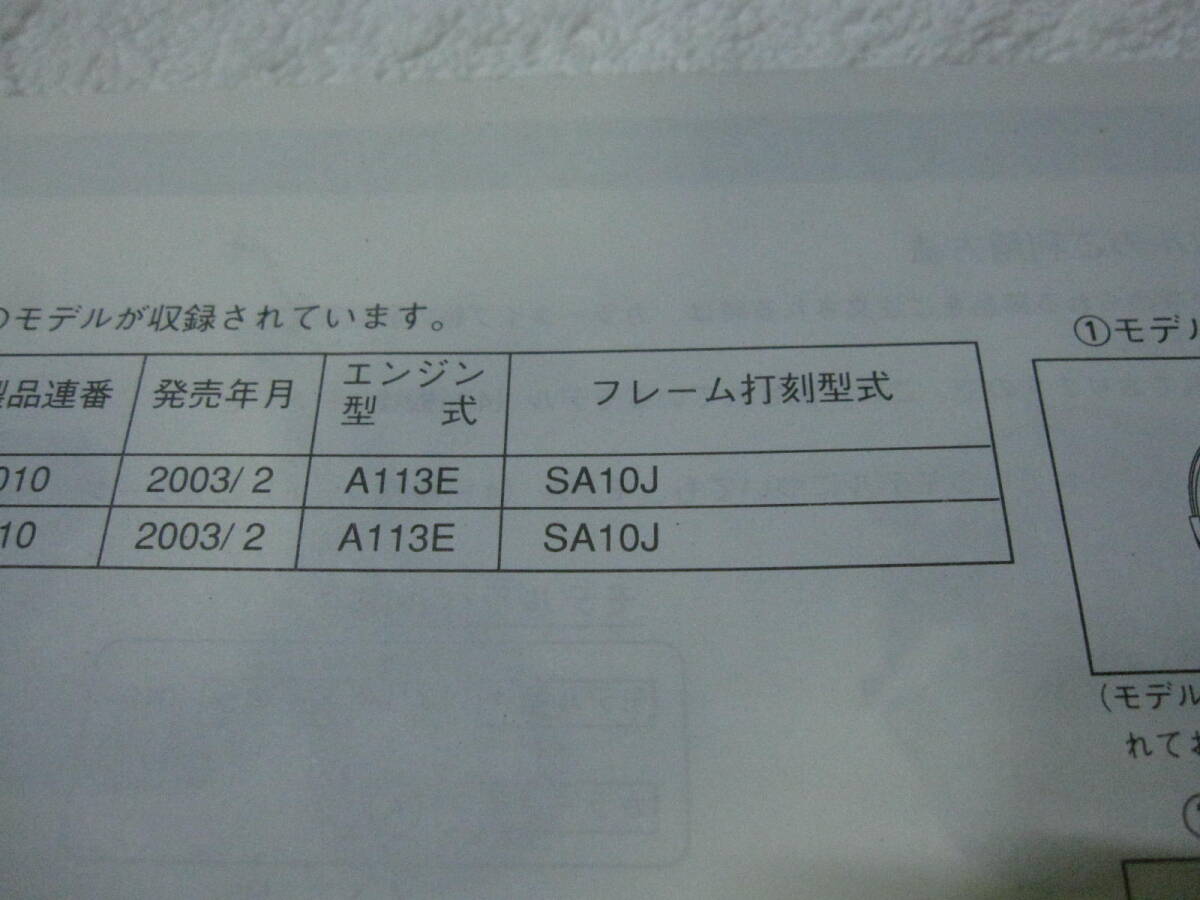 のモデルが収録されています。
製品連番 発売年月 エンジン型式 フレーム打刻型式
010 2003/2 A113E SA10J
10 2003/2 A113E SA10J
①モデル
(モデル
れてお